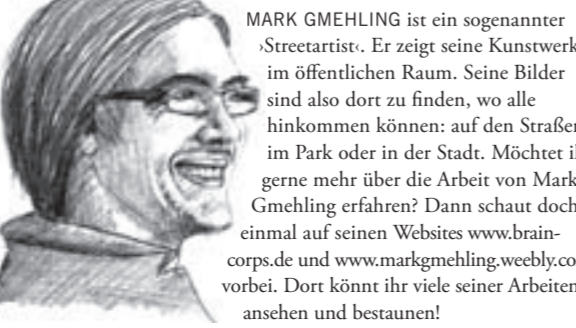 MARK GMEHLING ist ein sogenannter
›Streetartist‹. Er zeigt seine Kunstwerk
im öffentlichen Raum. Seine Bilder
sind also dort zu finden, wo alle
hinkommen können: auf den Straßen
im Park oder in der Stadt. Möchtet
gerne mehr über die Arbeit von Mark
Gmehling erfahren? Dann schaut doch
einmal auf seinen Websites www.brain-
corps.de und www.markgmehling.weebly.co
vorbei. Dort könnt ihr viele seiner Arbeiten
ansehen und bestaunen!